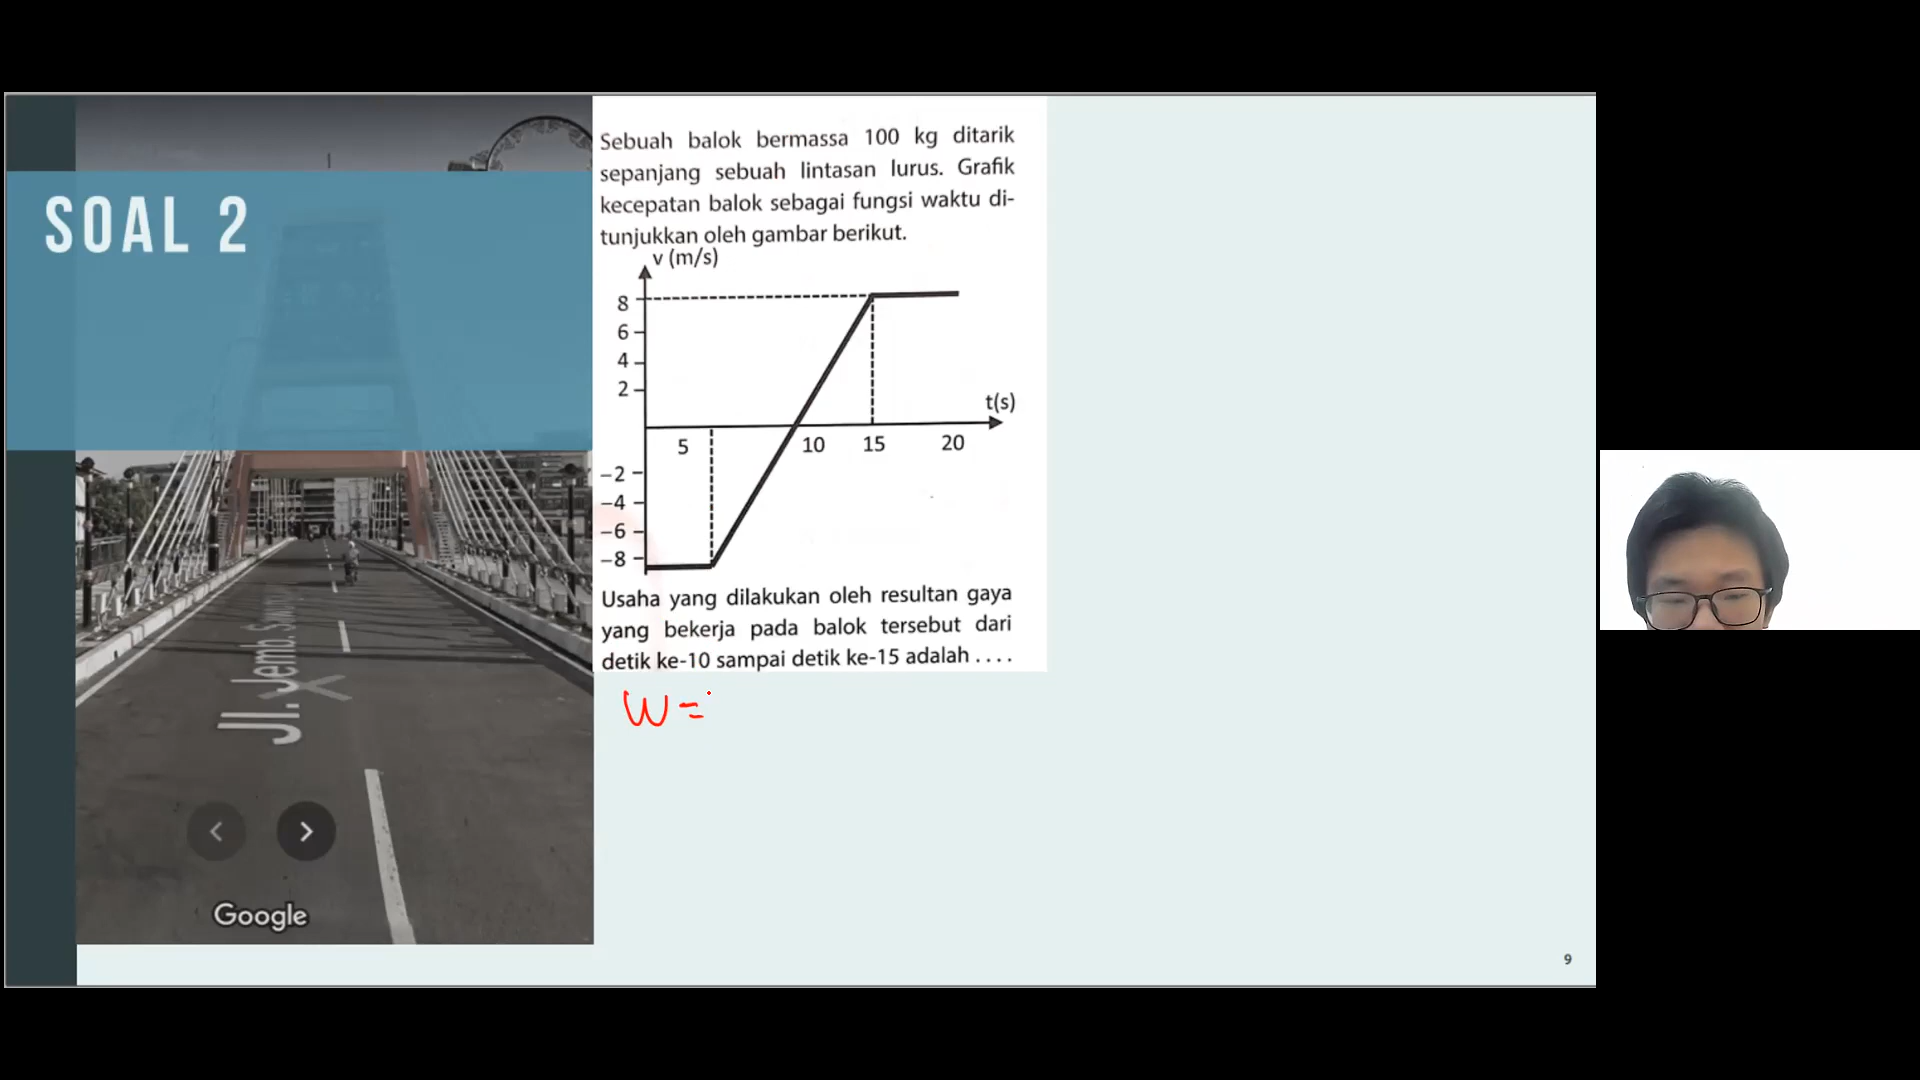 SOAL 2
Sebuah balok bermassa 100 kg ditarik
sepanjang sebuah lintasan lurus. Grafik
kecepatan balok sebagai fungsi waktu di-
tunjukkan oleh gambar berikut.
v (m/s)
8
6
4
2
t(s)
5
10
15
20
−2
−4
−6
−8
Usaha yang dilakukan oleh resultan gaya
yang bekerja pada balok tersebut dari
detik ke-10 sampai detik ke-15 adalah . . . .
W =
Jl. Jemb.
Google
9